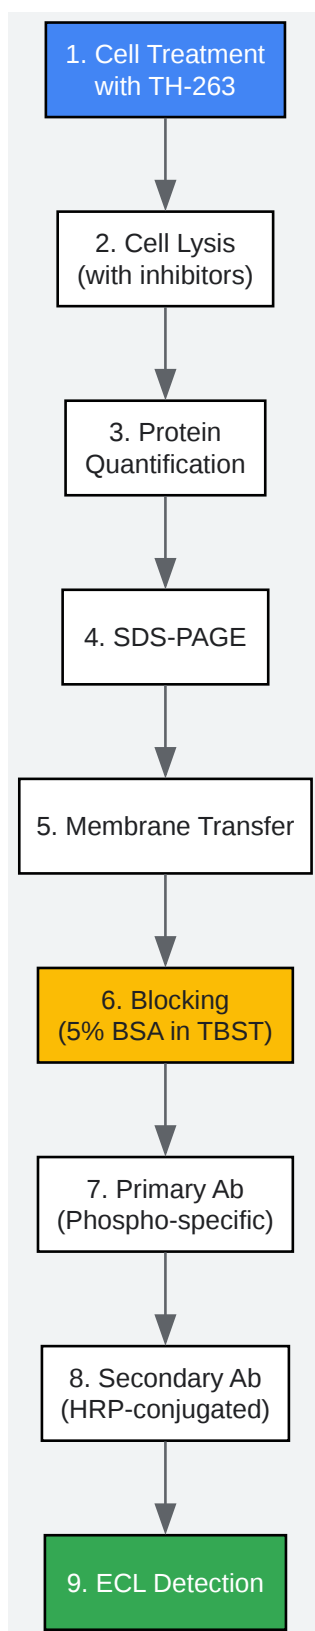 1. Cell Treatment
with TH-263
2. Cell Lysis
(with inhibitors)
3. Protein
Quantification
4. SDS-PAGE
5. Membrane Transfer
6. Blocking
(5% BSA in TBST)
7. Primary Ab
(Phospho-specific)
8. Secondary Ab
(HRP-conjugated)
9. ECL Detection